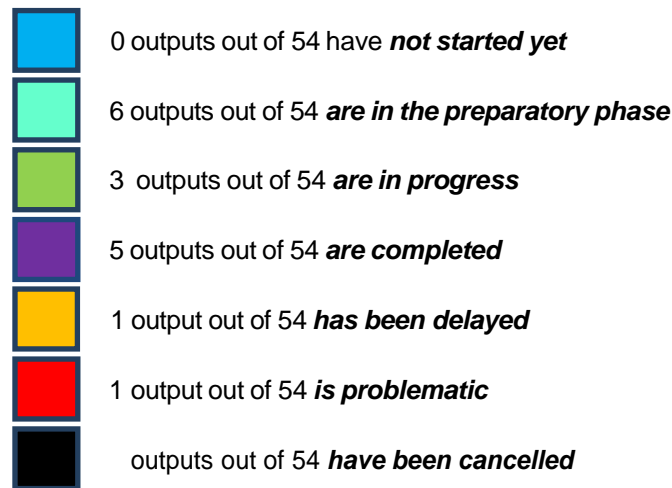 0 outputs out of 54 have not started yet
6 outputs out of 54 are in the preparatory phase
3 outputs out of 54 are in progress
5 outputs out of 54 are completed
1 output out of 54 has been delayed
1 output out of 54 is problematic
outputs out of 54 have been cancelled